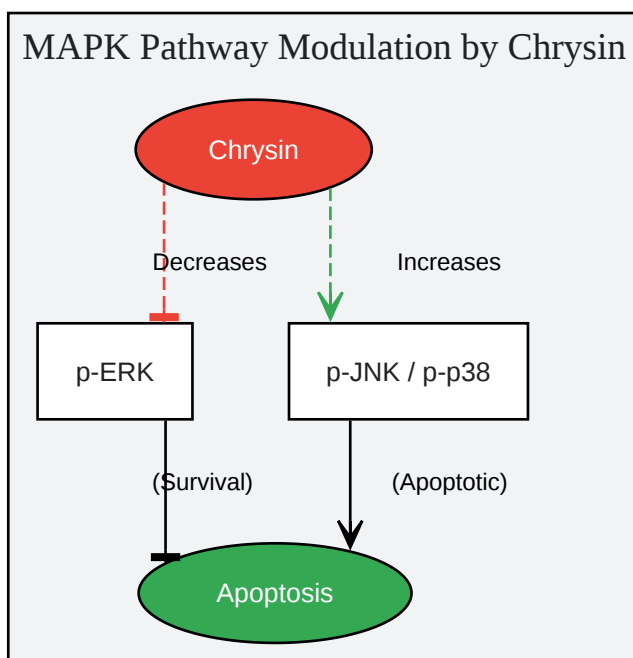 MAPK Pathway Modulation by Chrysin
Chrysin
Decreases
Increases
p-ERK
p-JNK / p-p38
(Survival)
(Apoptotic)
Apoptosis